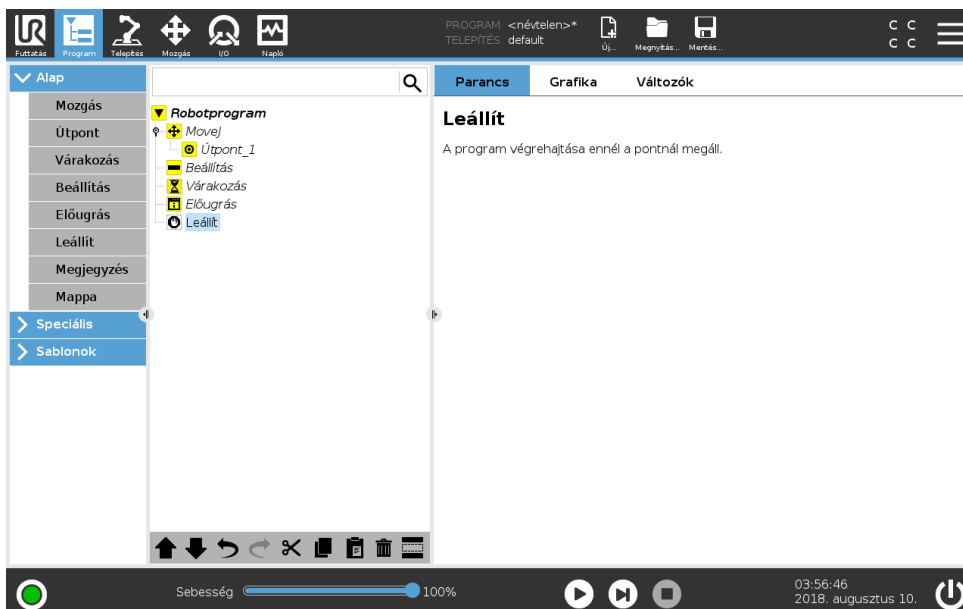 UR
PROGRAM <névtelen>*
TELEPÍTÉS default
Futtatás
Program
Telepítés
Mozgás
I/O
Napló
Új...
Megnyitás...
Mentés...
C C
C C
Alap
Mozgás
Útpont
Várakozás
Beállítás
Előugrás
Leállít
Megjegyzés
Mappa
Speciális
Sablonok
Robotprogram
MoveJ
Útpont_1
Beállítás
Várakozás
Előugrás
Leállít
Parancs
Grafika
Változók
Leállít
A program végrehajtása ennél a pontnál megáll.
Sebesség
100%
03:56:46
2018. augusztus 10.